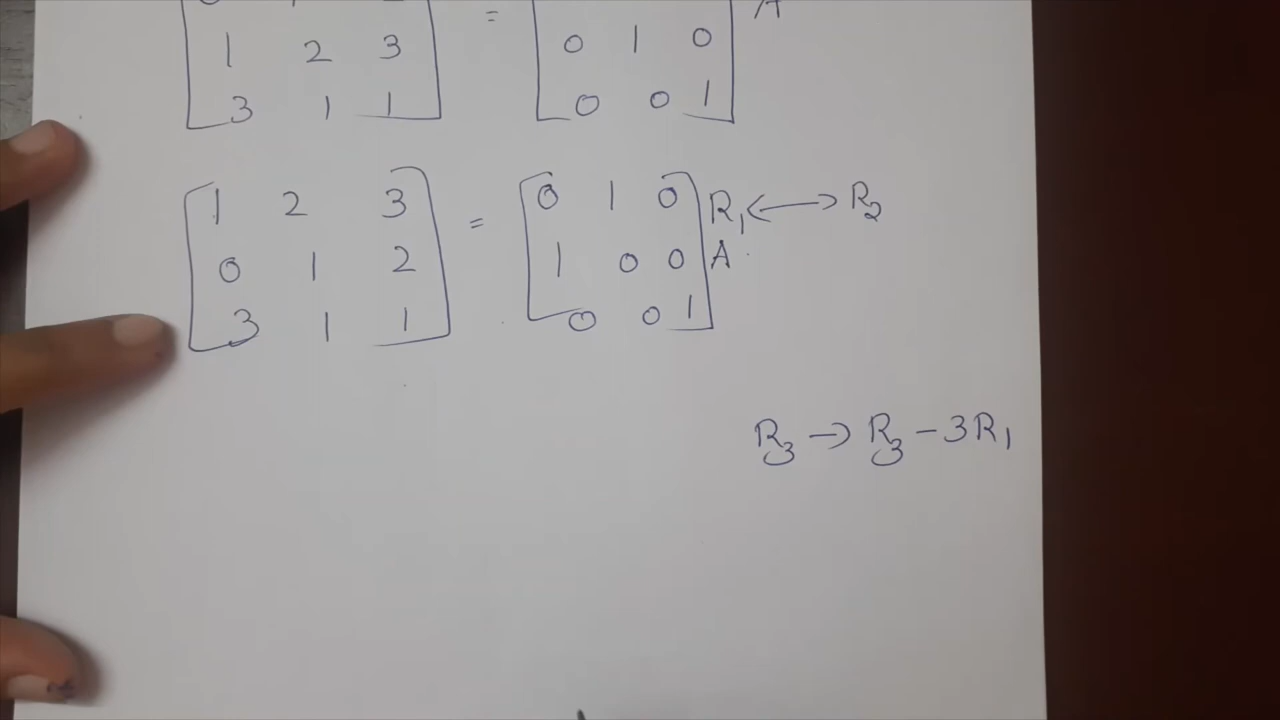 = A
1 2 3 0 1 0
3 1 1 0 0 1
1 2 3 = 0 1 0 R₁ ⟷ R₂
0 1 2 1 0 0 A
3 1 1 0 0 1
R₃ → R₃ - 3R₁